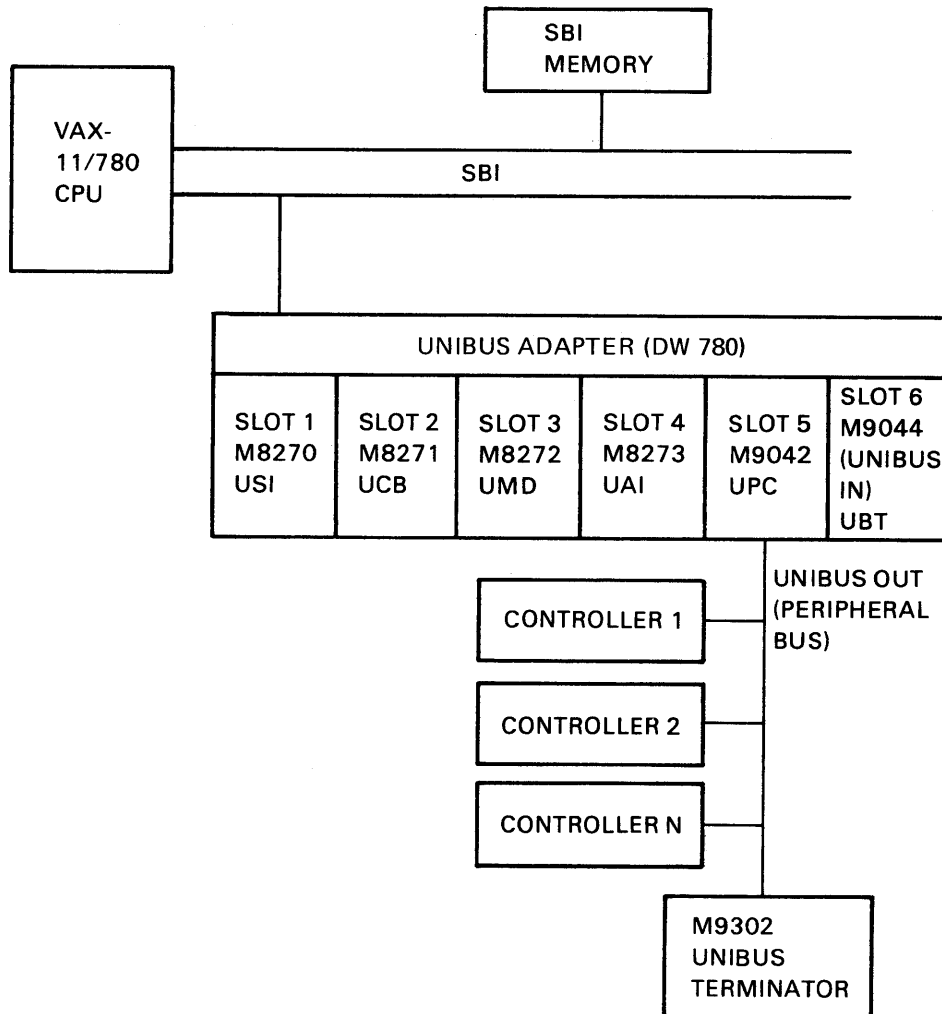 SBI
MEMORY
VAX-
11/780
CPU
SBI
UNIBUS ADAPTER (DW 780)
SLOT 1
M8270
USI
SLOT 2
M8271
UCB
SLOT 3
M8272
UMD
SLOT 4
M8273
UAI
SLOT 5
M9042
UPC
SLOT 6
M9044
(UNIBUS
IN)
UBT
UNIBUS OUT
(PERIPHERAL
BUS)
CONTROLLER 1
CONTROLLER 2
CONTROLLER N
M9302
UNIBUS
TERMINATOR